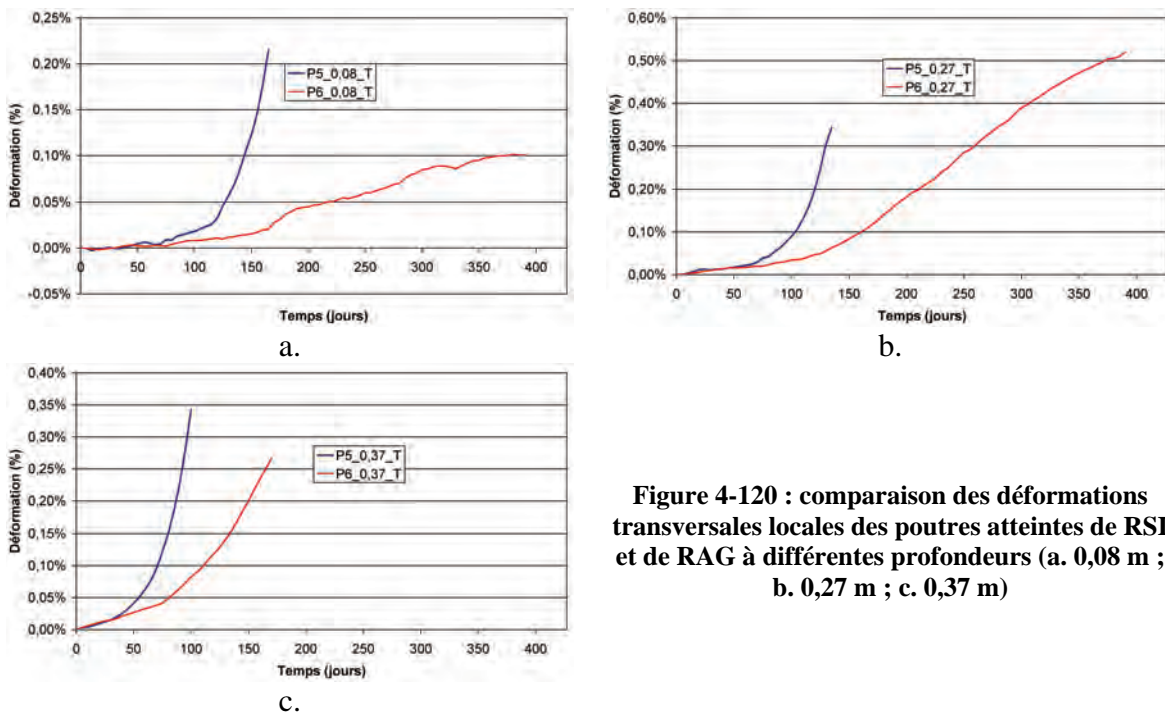 0,25%
0,20%
0,15%
0,10%
0,05%
0,00%
-0,05%
Déformation (%)
P5_0,08_T
P6_0,08_T
0 50 100 150 200 250 300 350 400
Temps (jours)
a.
0,60%
0,50%
0,40%
0,30%
0,20%
0,10%
0,00%
Déformation (%)
P5_0,27_T
P6_0,27_T
0 50 100 150 200 250 300 350 400
Temps (jours)
b.
0,40%
0,35%
0,30%
0,25%
0,20%
0,15%
0,10%
0,05%
0,00%
Déformation (%)
P5_0,37_T
P6_0,37_T
0 50 100 150 200 250 300 350 400
Temps (jours)
c.
Figure 4-120 : comparaison des déformations
transversales locales des poutres atteintes de RSI
et de RAG à différentes profondeurs (a. 0,08 m ;
b. 0,27 m ; c. 0,37 m)